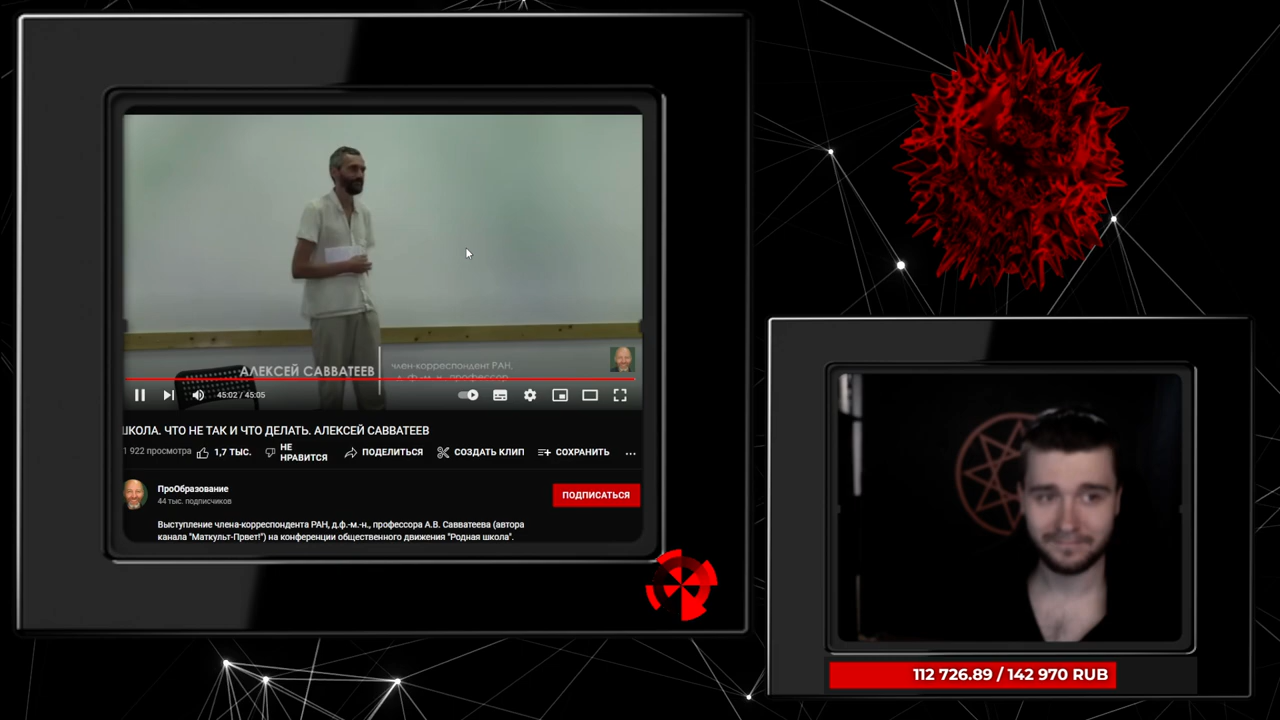 АЛЕКСЕЙ САВВАТЕЕВ
член-корреспондент РАН,
д.ф.-м.н., профессор
45:02 / 45:05
ШКОЛА. ЧТО НЕ ТАК И ЧТО ДЕЛАТЬ. АЛЕКСЕЙ САВВАТЕЕВ
1 922 просмотра 1,7 ТЫС. НЕ НРАВИТСЯ ПОДЕЛИТЬСЯ СОЗДАТЬ КЛИП СОХРАНИТЬ ...
ПроОбразование
44 тыс. подписчиков
ПОДПИСАТЬСЯ
Выступление члена-корреспондента РАН, д.ф.-м.н., профессора А.В. Савватеева (автора
канала "Маткульт-Првет!") на конференции общественного движения "Родная школа".
112 726.89 / 142 970 RUB